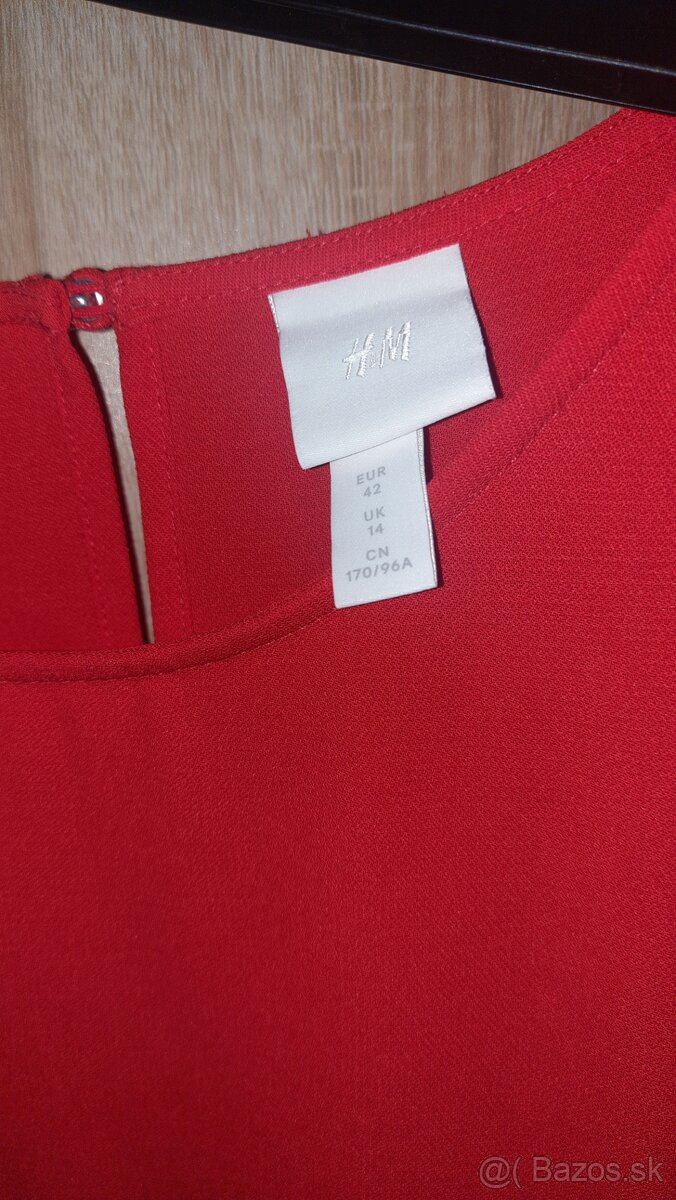 H&M
EUR
42
UK
14
CN
170/96A
@( Bazos.sk